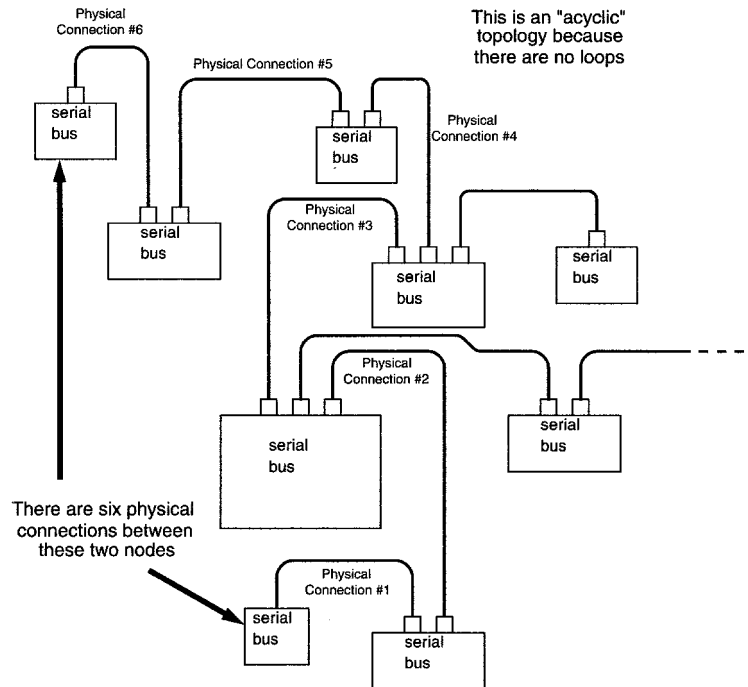 This is an "acyclic"
topology because
there are no loops
Physical
Connection #6
Physical Connection #5
serial
bus
serial
bus
Physical
Connection #4
Physical
Connection #3
serial
bus
serial
bus
serial
bus
Physical
Connection #2
serial
bus
serial
bus
There are six physical
connections between
these two nodes
Physical
Connection #1
serial
bus
serial
bus